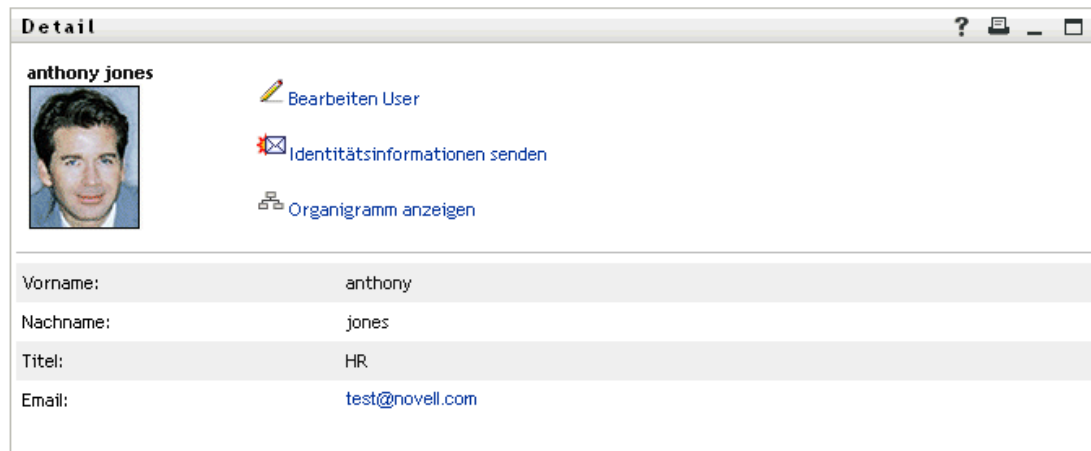 Detail ?
anthony jones
Bearbeiten User
Identitätsinformationen senden
Organigramm anzeigen
Vorname: anthony
Nachname: jones
Titel: HR
Email: test@novell.com